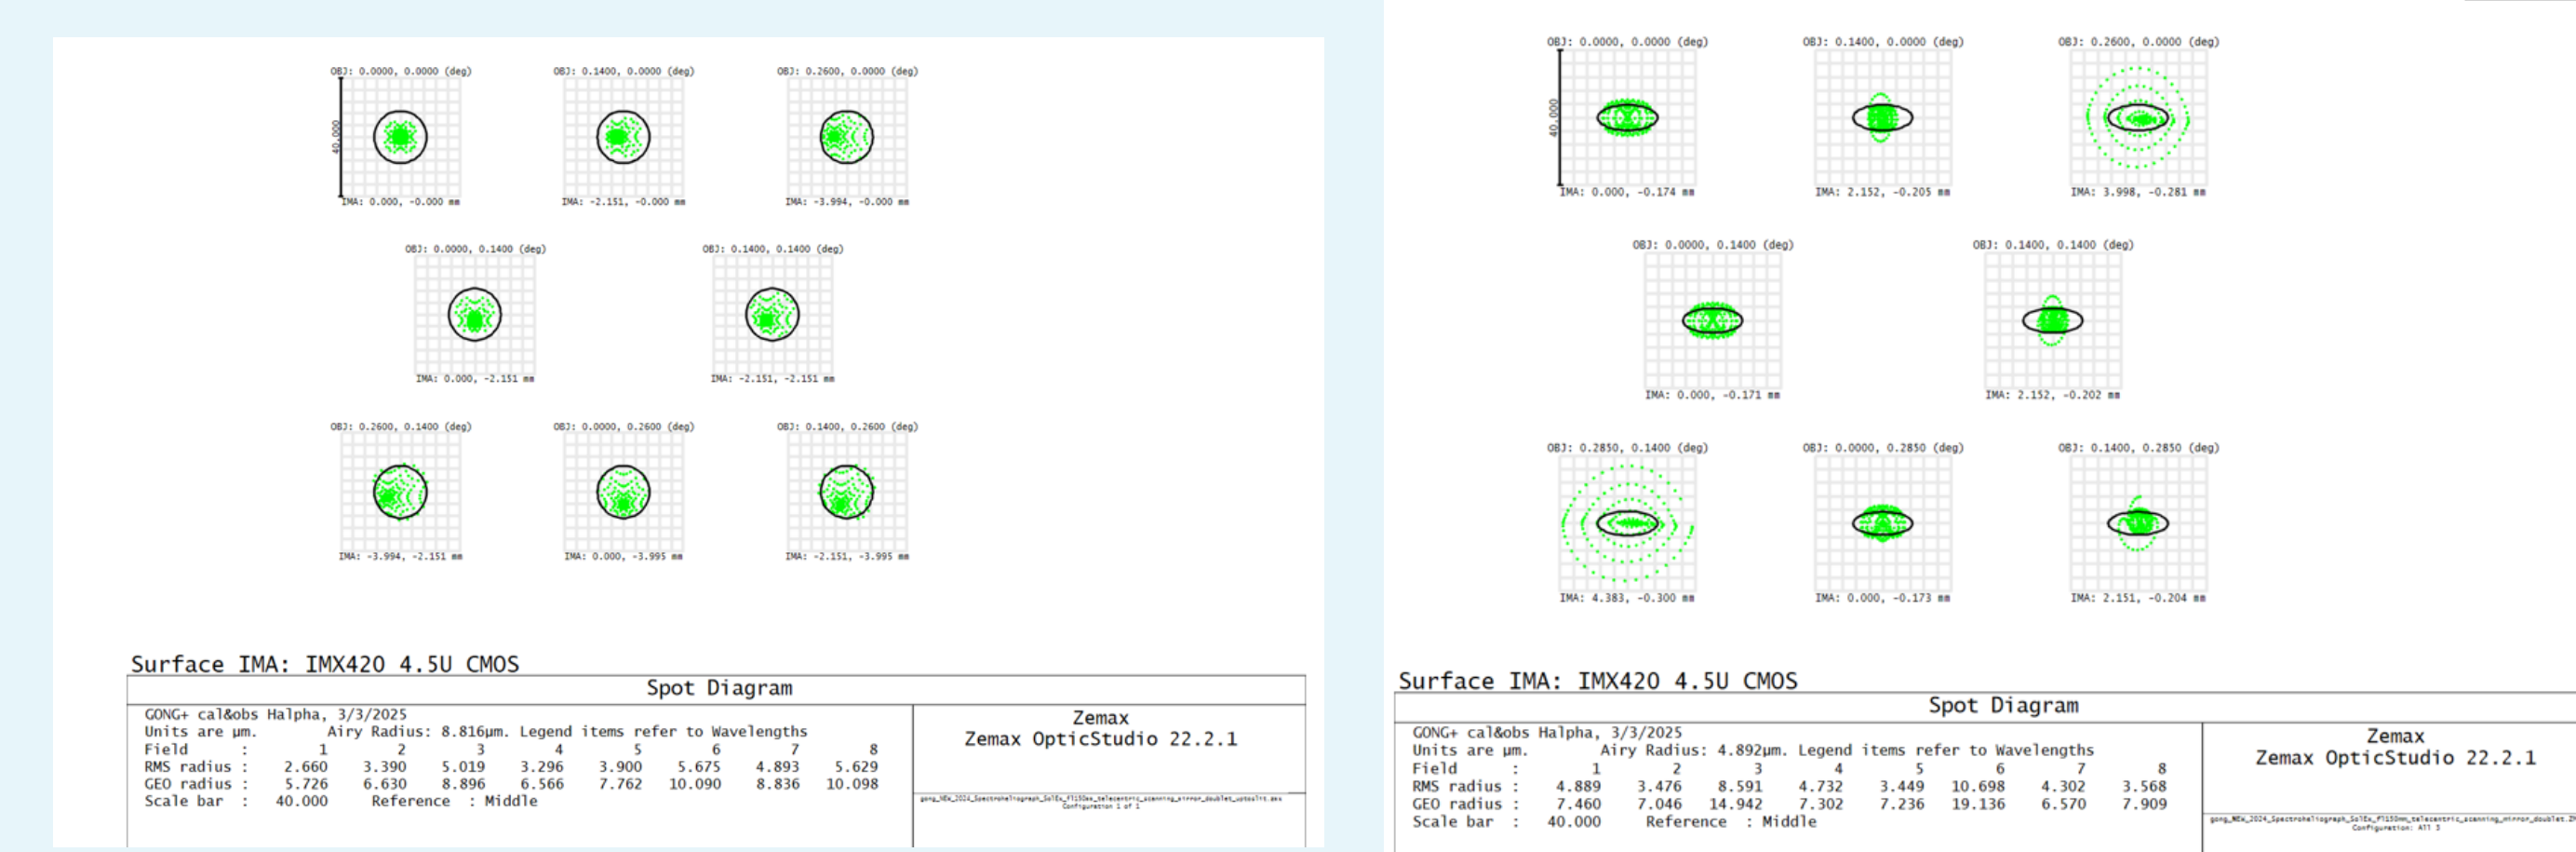 OBJ: 0.0000, 0.0000 (deg)
OBJ: 0.1400, 0.0000 (deg)
OBJ: 0.2600, 0.0000 (deg)
40.000
IMA: 0.000, -0.000 mm
IMA: -2.151, -0.000 mm
IMA: -3.994, -0.000 mm
OBJ: 0.0000, 0.1400 (deg)
OBJ: 0.1400, 0.1400 (deg)
IMA: 0.000, -2.151 mm
IMA: -2.151, -2.151 mm
OBJ: 0.2600, 0.1400 (deg)
OBJ: 0.0000, 0.2600 (deg)
OBJ: 0.1400, 0.2600 (deg)
IMA: -3.994, -2.151 mm
IMA: 0.000, -3.995 mm
IMA: -2.151, -3.995 mm
Surface IMA: IMX420 4.5U CMOS
Spot Diagram
GONG+ cal&obs Halpha, 3/3/2025
Units are µm. Airy Radius: 8.816µm. Legend items refer to Wavelengths
Field : 1 2 3 4 5 6 7 8
RMS radius : 2.660 3.390 5.019 3.296 3.900 5.675 4.893 5.629
GEO radius : 5.726 6.630 8.896 6.566 7.762 10.090 8.836 10.098
Scale bar : 40.000 Reference : Middle
Zemax
Zemax OpticStudio 22.2.1
Configuration 1 of 1
OBJ: 0.0000, 0.0000 (deg)
OBJ: 0.1400, 0.0000 (deg)
OBJ: 0.2600, 0.0000 (deg)
40.000
IMA: 0.000, -0.174 mm
IMA: 2.152, -0.205 mm
IMA: 3.998, -0.281 mm
OBJ: 0.0000, 0.1400 (deg)
OBJ: 0.1400, 0.1400 (deg)
IMA: 0.000, -0.171 mm
IMA: 2.152, -0.202 mm
OBJ: 0.2850, 0.1400 (deg)
OBJ: 0.0000, 0.2850 (deg)
OBJ: 0.1400, 0.2850 (deg)
IMA: 4.383, -0.300 mm
IMA: 0.000, -0.173 mm
IMA: 2.151, -0.204 mm
Surface IMA: IMX420 4.5U CMOS
Spot Diagram
GONG+ cal&obs Halpha, 3/3/2025
Units are µm. Airy Radius: 4.892µm. Legend items refer to Wavelengths
Field : 1 2 3 4 5 6 7 8
RMS radius : 4.889 3.476 8.591 4.732 3.449 10.698 4.302 3.568
GEO radius : 7.460 7.046 14.942 7.302 7.236 19.136 6.570 7.909
Scale bar : 40.000 Reference : Middle
Zemax
Zemax OpticStudio 22.2.1
Configuration: All 3